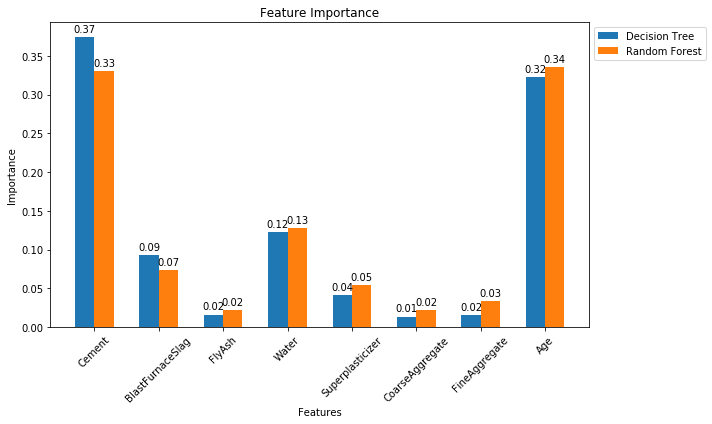 Feature Importance
Decision Tree
Random Forest
Importance
0.35
0.30
0.25
0.20
0.15
0.10
0.05
0.00
0.37
0.33
0.09
0.07
0.02
0.02
0.12
0.13
0.04
0.05
0.01
0.02
0.02
0.03
0.32
0.34
Cement
BlastFurnaceSlag
FlyAsh
Water
Superplasticizer
CoarseAggregate
FineAggregate
Age
Features